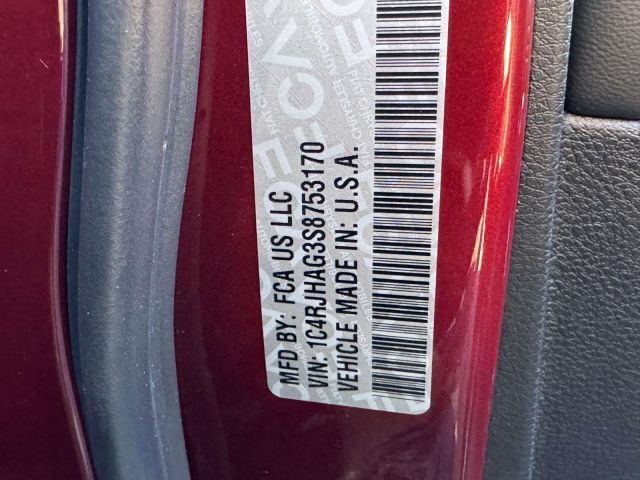 MFD BY: FCA US LLC
VIN: 1C4RJHAG3S8753170
VEHICLE MADE IN: U.S.A.